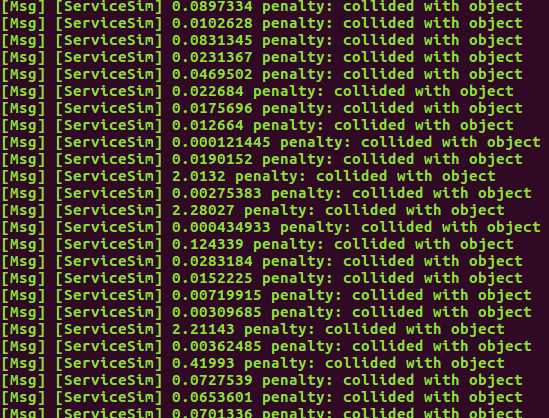 [Msg] [ServiceSim] 0.0897334 penalty: collided with object
[Msg] [ServiceSim] 0.0102628 penalty: collided with object
[Msg] [ServiceSim] 0.0831345 penalty: collided with object
[Msg] [ServiceSim] 0.0231367 penalty: collided with object
[Msg] [ServiceSim] 0.0469502 penalty: collided with object
[Msg] [ServiceSim] 0.022684 penalty: collided with object
[Msg] [ServiceSim] 0.0175696 penalty: collided with object
[Msg] [ServiceSim] 0.012664 penalty: collided with object
[Msg] [ServiceSim] 0.000121445 penalty: collided with object
[Msg] [ServiceSim] 0.0190152 penalty: collided with object
[Msg] [ServiceSim] 2.0132 penalty: collided with object
[Msg] [ServiceSim] 0.00275383 penalty: collided with object
[Msg] [ServiceSim] 2.28027 penalty: collided with object
[Msg] [ServiceSim] 0.000434933 penalty: collided with object
[Msg] [ServiceSim] 0.124339 penalty: collided with object
[Msg] [ServiceSim] 0.0283184 penalty: collided with object
[Msg] [ServiceSim] 0.0152225 penalty: collided with object
[Msg] [ServiceSim] 0.00719915 penalty: collided with object
[Msg] [ServiceSim] 0.00309685 penalty: collided with object
[Msg] [ServiceSim] 2.21143 penalty: collided with object
[Msg] [ServiceSim] 0.00362485 penalty: collided with object
[Msg] [ServiceSim] 0.41993 penalty: collided with object
[Msg] [ServiceSim] 0.0727539 penalty: collided with object
[Msg] [ServiceSim] 0.0653601 penalty: collided with object
[Msg] [ServiceSim] 0.0701336 penalty: collided with object